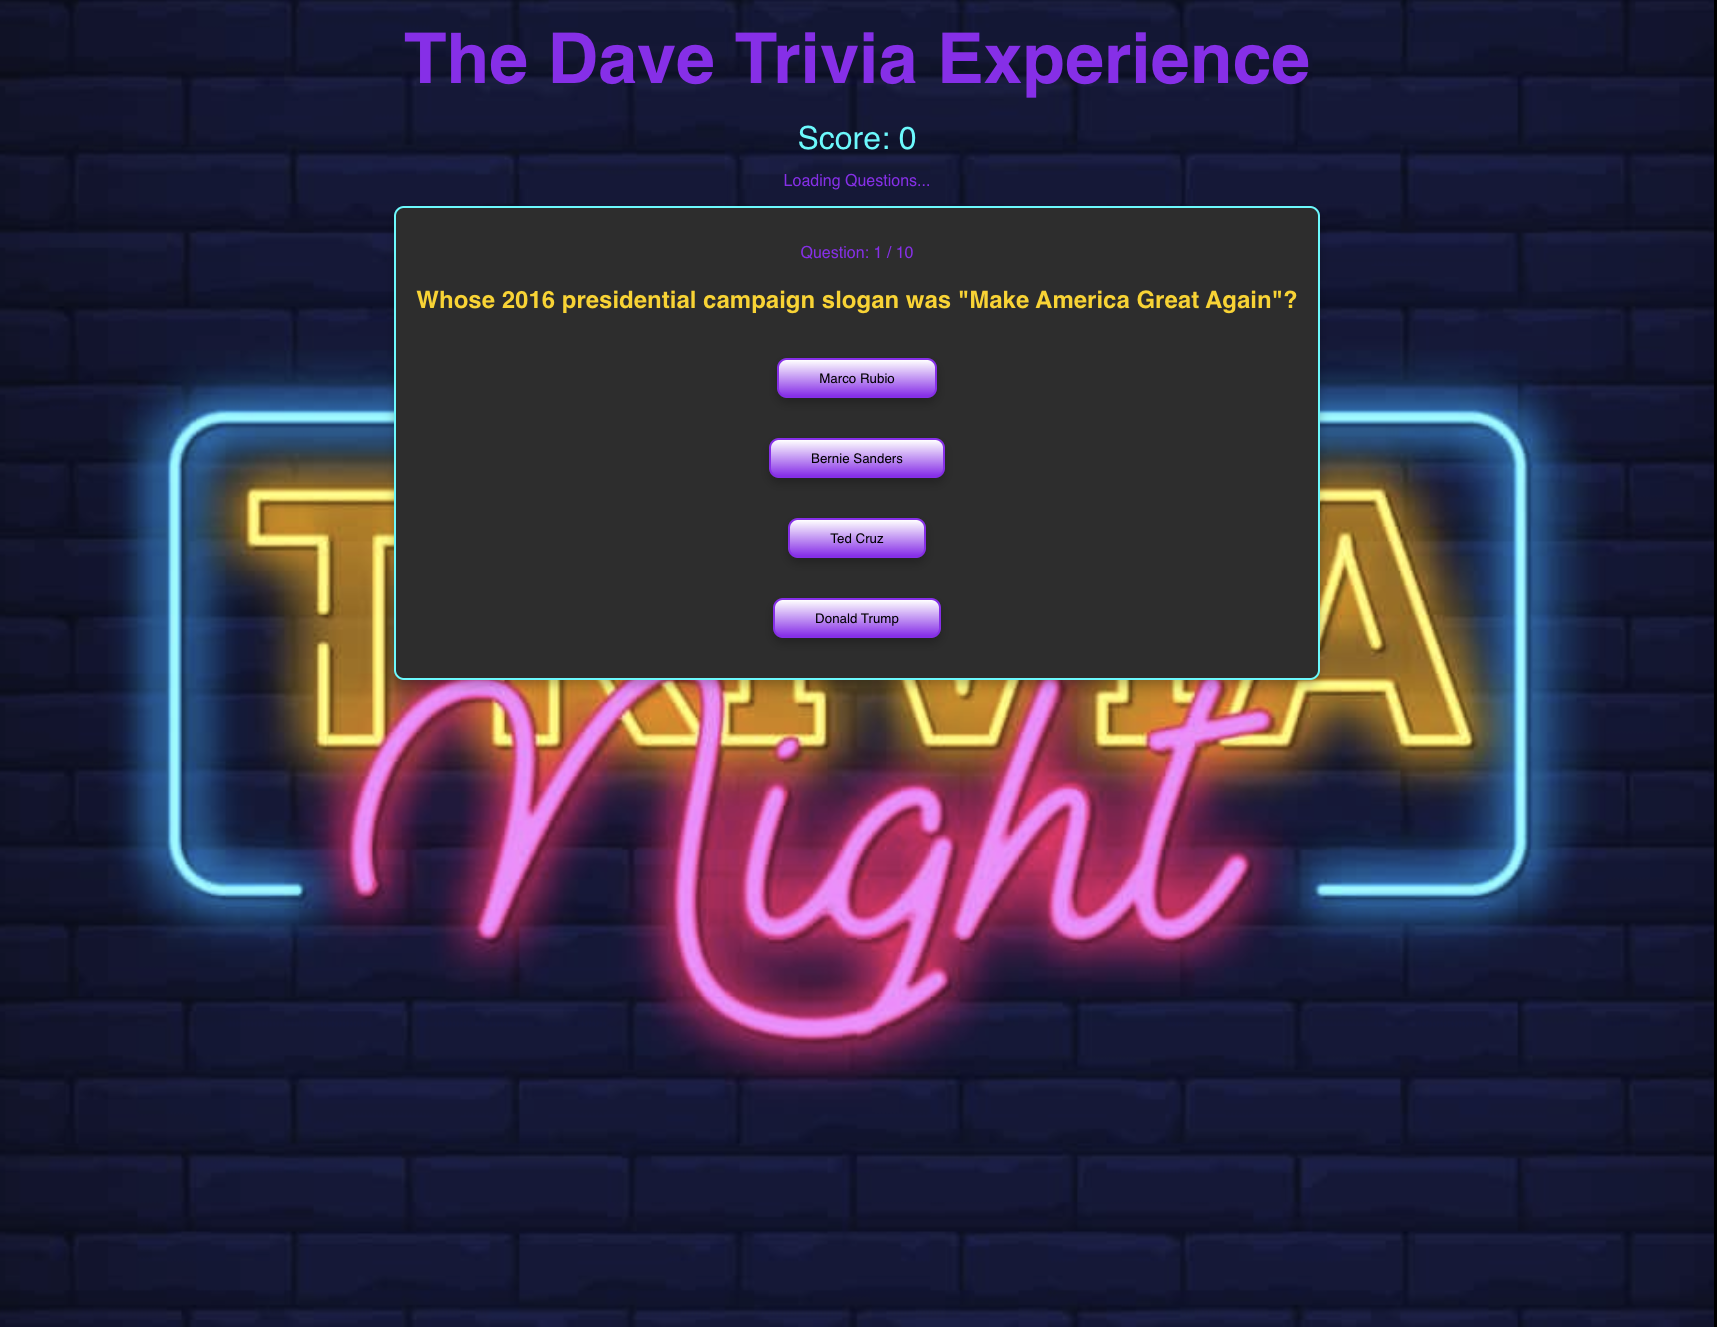 The Dave Trivia Experience
Score: 0
Loading Questions...
Question: 1 / 10
Whose 2016 presidential campaign slogan was "Make America Great Again"?
Marco Rubio
Bernie Sanders
Ted Cruz
Donald Trump
TRIVIA
Night